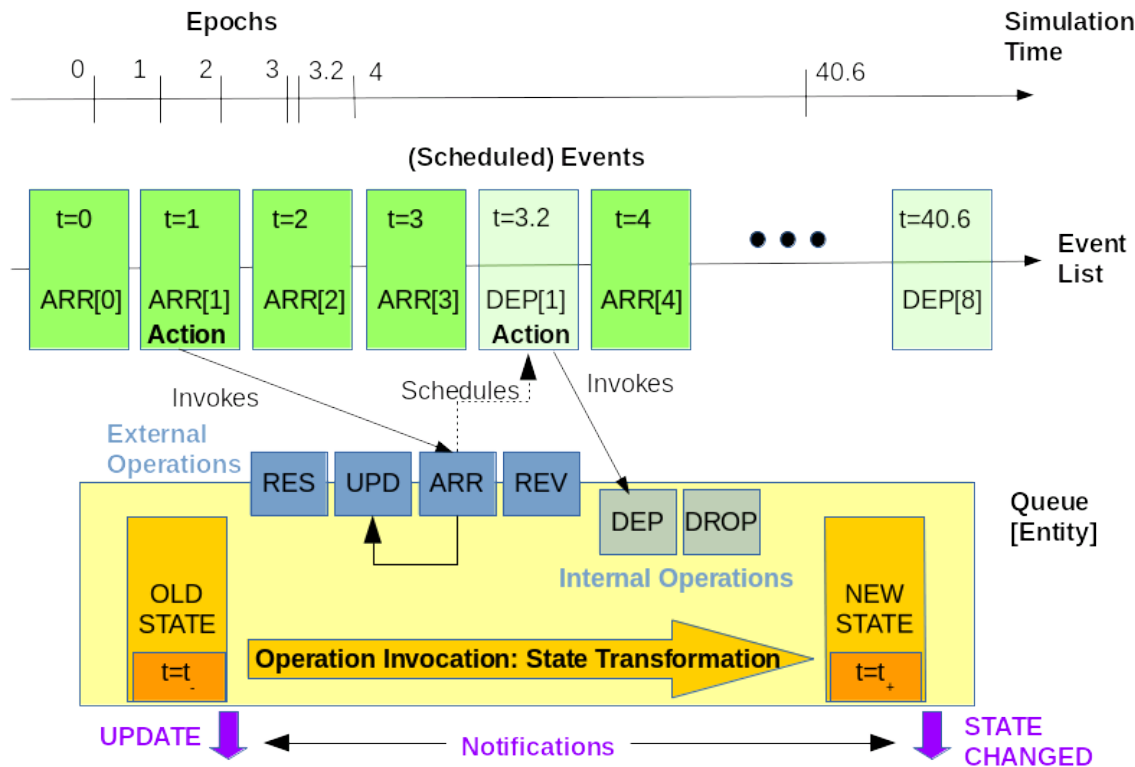 Epochs
Simulation
Time
0 1 2 3 3.2 4 40.6
(Scheduled) Events
t=0 t=1 t=2 t=3 t=3.2 t=4 t=40.6
Event
List
ARR[0] ARR[1] ARR[2] ARR[3] DEP[1] ARR[4] DEP[8]
Action Action
Invokes Schedules Invokes
External
Operations
RES UPD ARR REV
DEP DROP
Queue
[Entity]
Internal Operations
OLD
STATE
NEW
STATE
Operation Invocation: State Transformation
t=t-
t=t+
UPDATE
Notifications
STATE
CHANGED